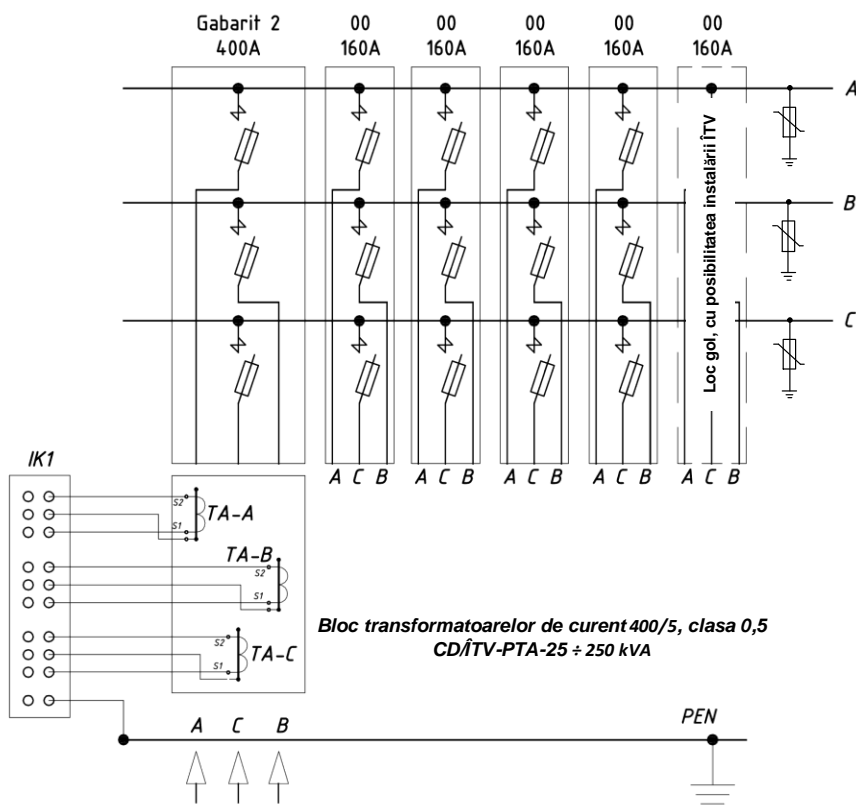 Gabarit 2
400A
00
160A
00
160A
00
160A
00
160A
00
160A
A
B
C
Loc gol, cu posibilitatea instalării ÎTV
A C B
A C B
A C B
A C B
A C B
IK1
S2
S1
TA-A
TA-B
S2
S1
S2
S1
TA-C
Bloc transformatoarelor de curent 400/5, clasa 0,5
CD/ÎTV-PTA-25 ÷ 250 kVA
A C B
PEN